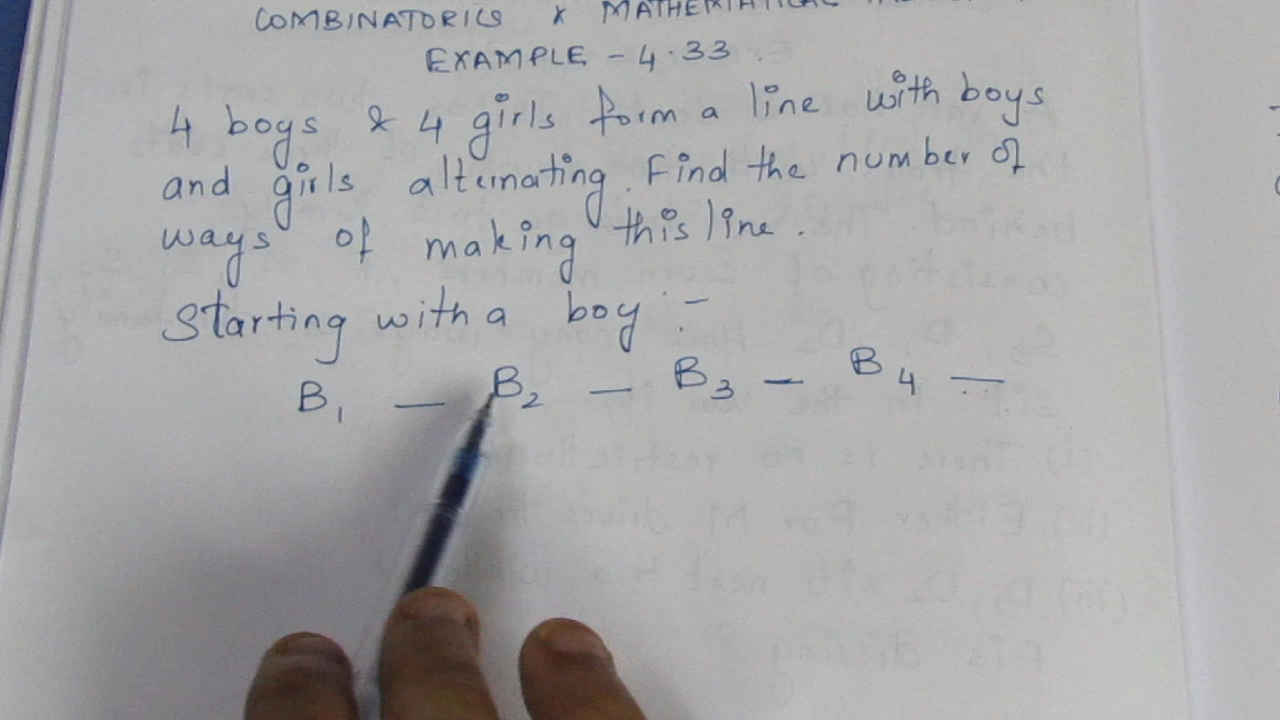 COMBINATORICS & MATHEMATICAL
EXAMPLE - 4.33.
4 boys & 4 girls form a line with boys
and girls alternating. Find the number of
ways of making this line.
Starting with a boy :-
B1 — B2 — B3 — B4 —